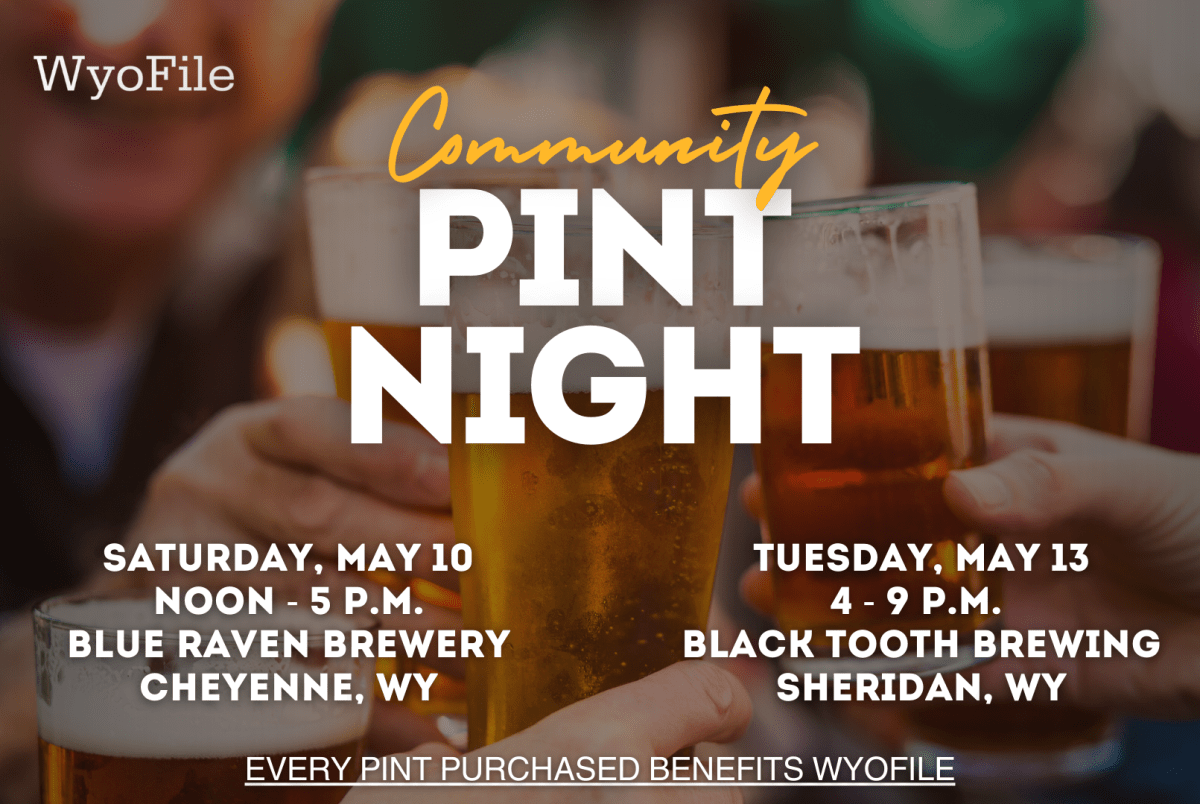 WyoFile
Community
PINT
NIGHT
SATURDAY, MAY 10
NOON - 5 P.M.
BLUE RAVEN BREWERY
CHEYENNE, WY
TUESDAY, MAY 13
4 - 9 P.M.
BLACK TOOTH BREWING
SHERIDAN, WY
EVERY PINT PURCHASED BENEFITS WYOFILE